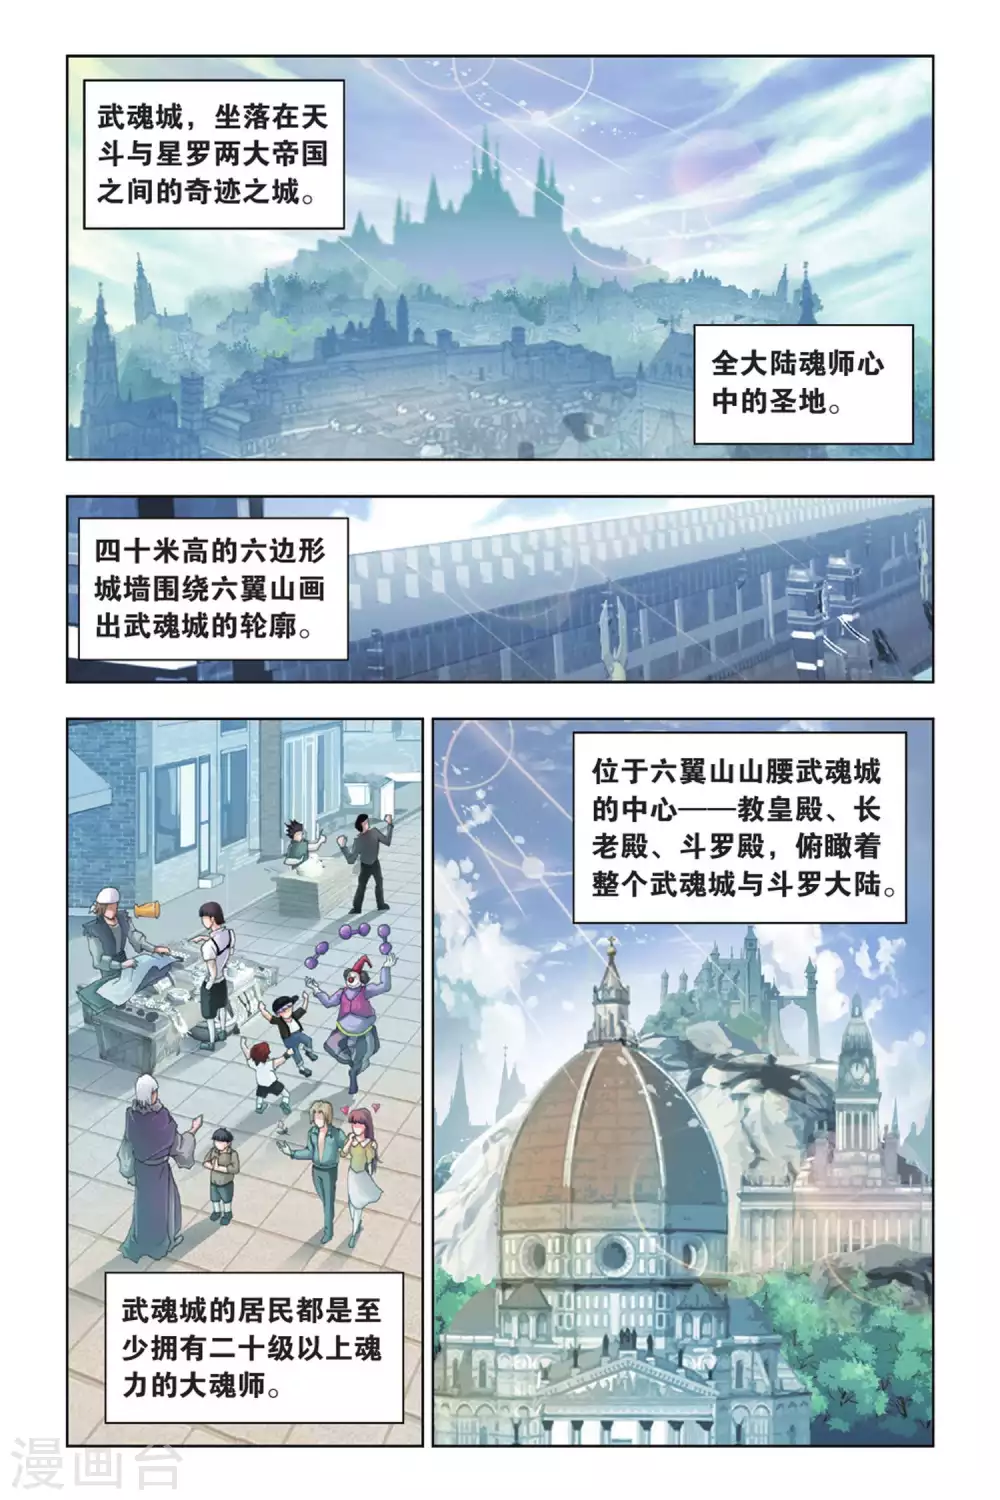 武魂城，坐落在天
斗与星罗两大帝国
之间的奇迹之城。
全大陆魂师心
中的圣地。
四十米高的六边形
城墙围绕六翼山画
出武魂城的轮廓。
位于六翼山山腰武魂城
的中心——教皇殿、长
老殿、斗罗殿，俯瞰着
整个武魂城与斗罗大陆。
武魂城的居民都是至
少拥有二十级以上魂
力的大魂师。
漫画台